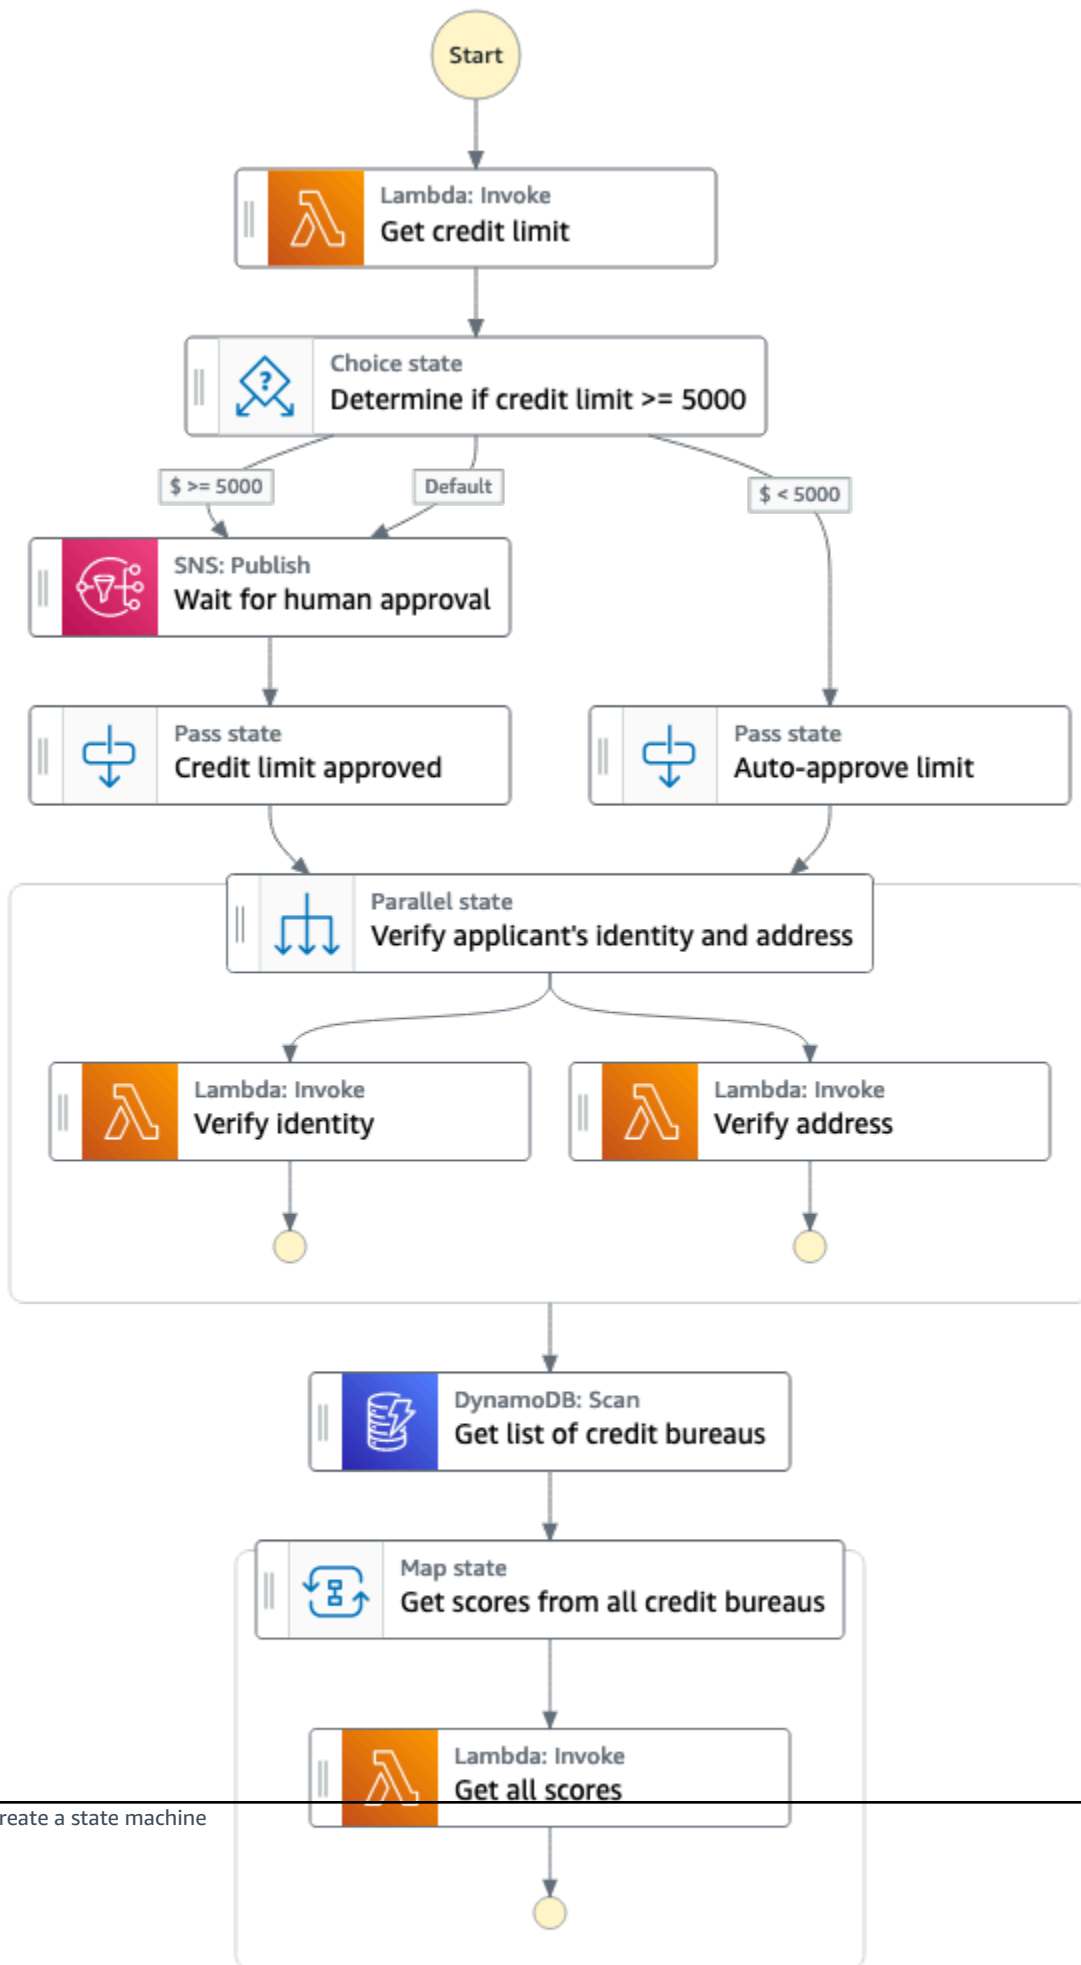 Start
Lambda: Invoke
Get credit limit
Choice state
Determine if credit limit >= 5000
$ >= 5000
Default
$ < 5000
SNS: Publish
Wait for human approval
Pass state
Credit limit approved
Pass state
Auto-approve limit
Parallel state
Verify applicant's identity and address
Lambda: Invoke
Verify identity
Lambda: Invoke
Verify address
DynamoDB: Scan
Get list of credit bureaus
Map state
Get scores from all credit bureaus
Lambda: Invoke
Get all scores
reate a state machine